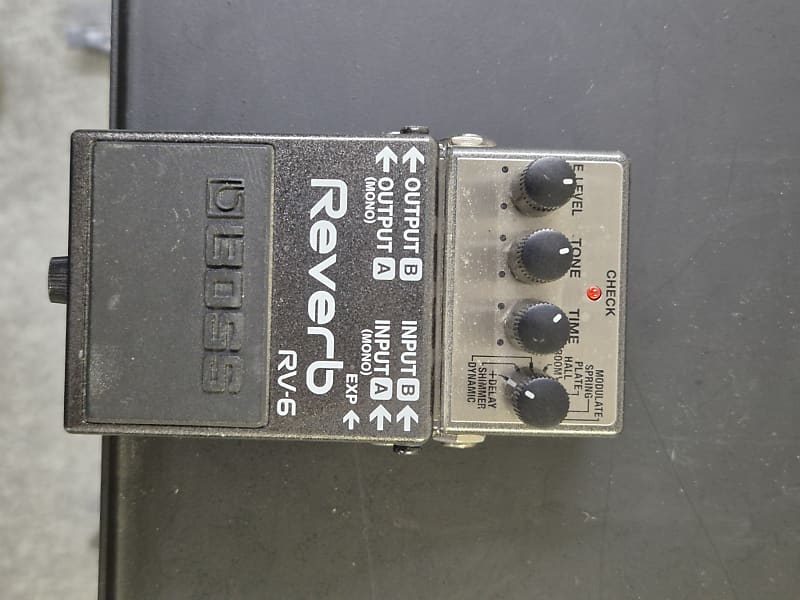 CHECK
E.LEVEL TONE TIME
MODULATE
SPRING
PLATE
HALL
ROOM
+DELAY
SHIMMER
DYNAMIC
OUTPUT B INPUT B
OUTPUT A INPUT A
(MONO) (MONO)
EXP
Reverb
RV-6
BOSS